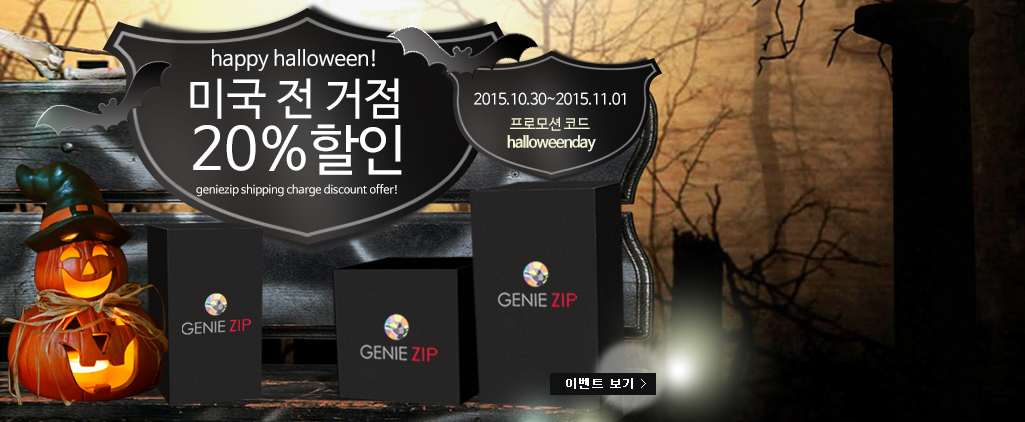 happy halloween!
미국 전 거점
20% 할인
geniezip shipping charge discount offer!
2015.10.30~2015.11.01
프로모션 코드
halloweenday
GENIE ZIP
GENIE ZIP
GENIE ZIP
이벤트 보기 >